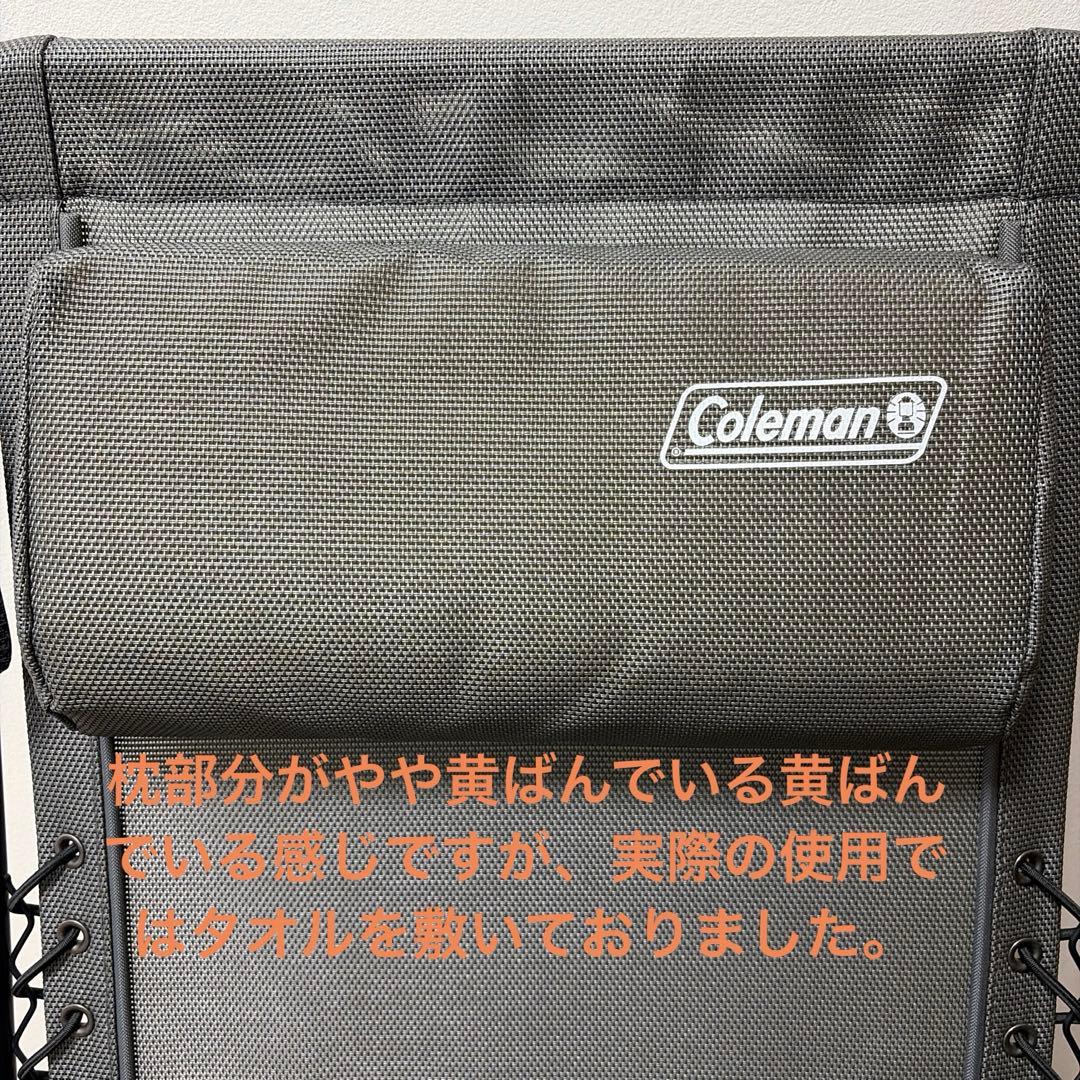 Coleman
®
枕部分がやや黄ばんでいる黄ばん
でいる感じですが、実際の使用で
はタオルを敷いておりました。